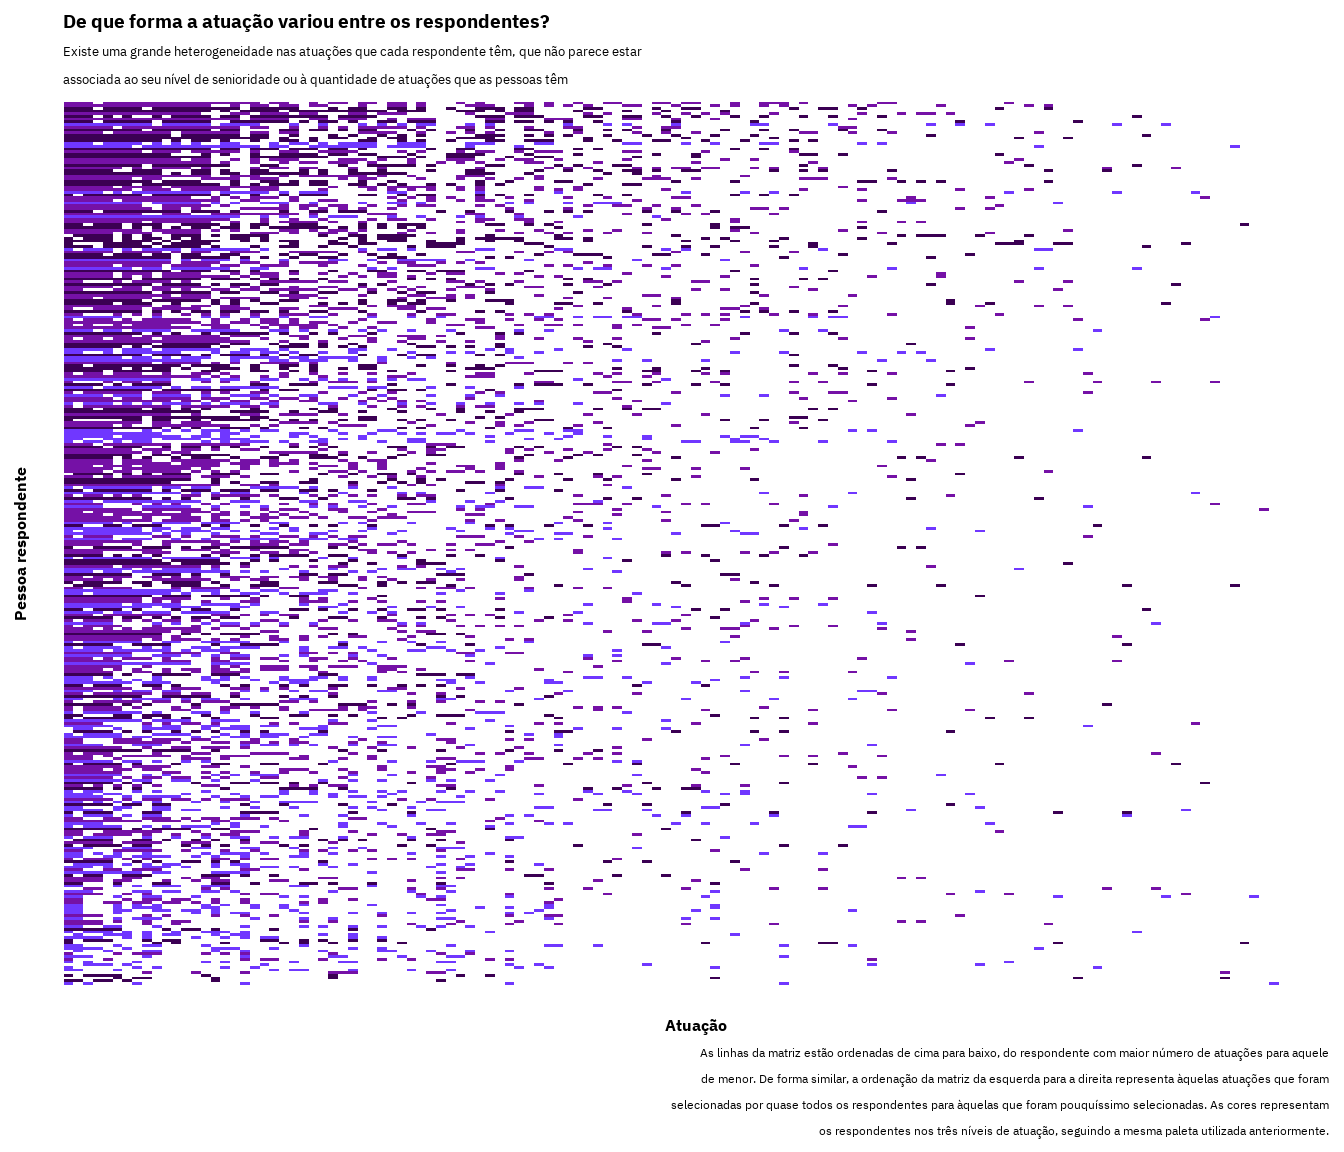 De que forma a atuação variou entre os respondentes?
Existe uma grande heterogeneidade nas atuações que cada respondente têm, que não parece estar
associada ao seu nível de senioridade ou à quantidade de atuações que as pessoas têm
Pessoa respondente
Atuação
As linhas da matriz estão ordenadas de cima para baixo, do respondente com maior número de atuações para aquele
de menor. De forma similar, a ordenação da matriz da esquerda para a direita representa àquelas atuações que foram
selecionadas por quase todos os respondentes para àquelas que foram pouquíssimo selecionadas. As cores representam
os respondentes nos três níveis de atuação, seguindo a mesma paleta utilizada anteriormente.